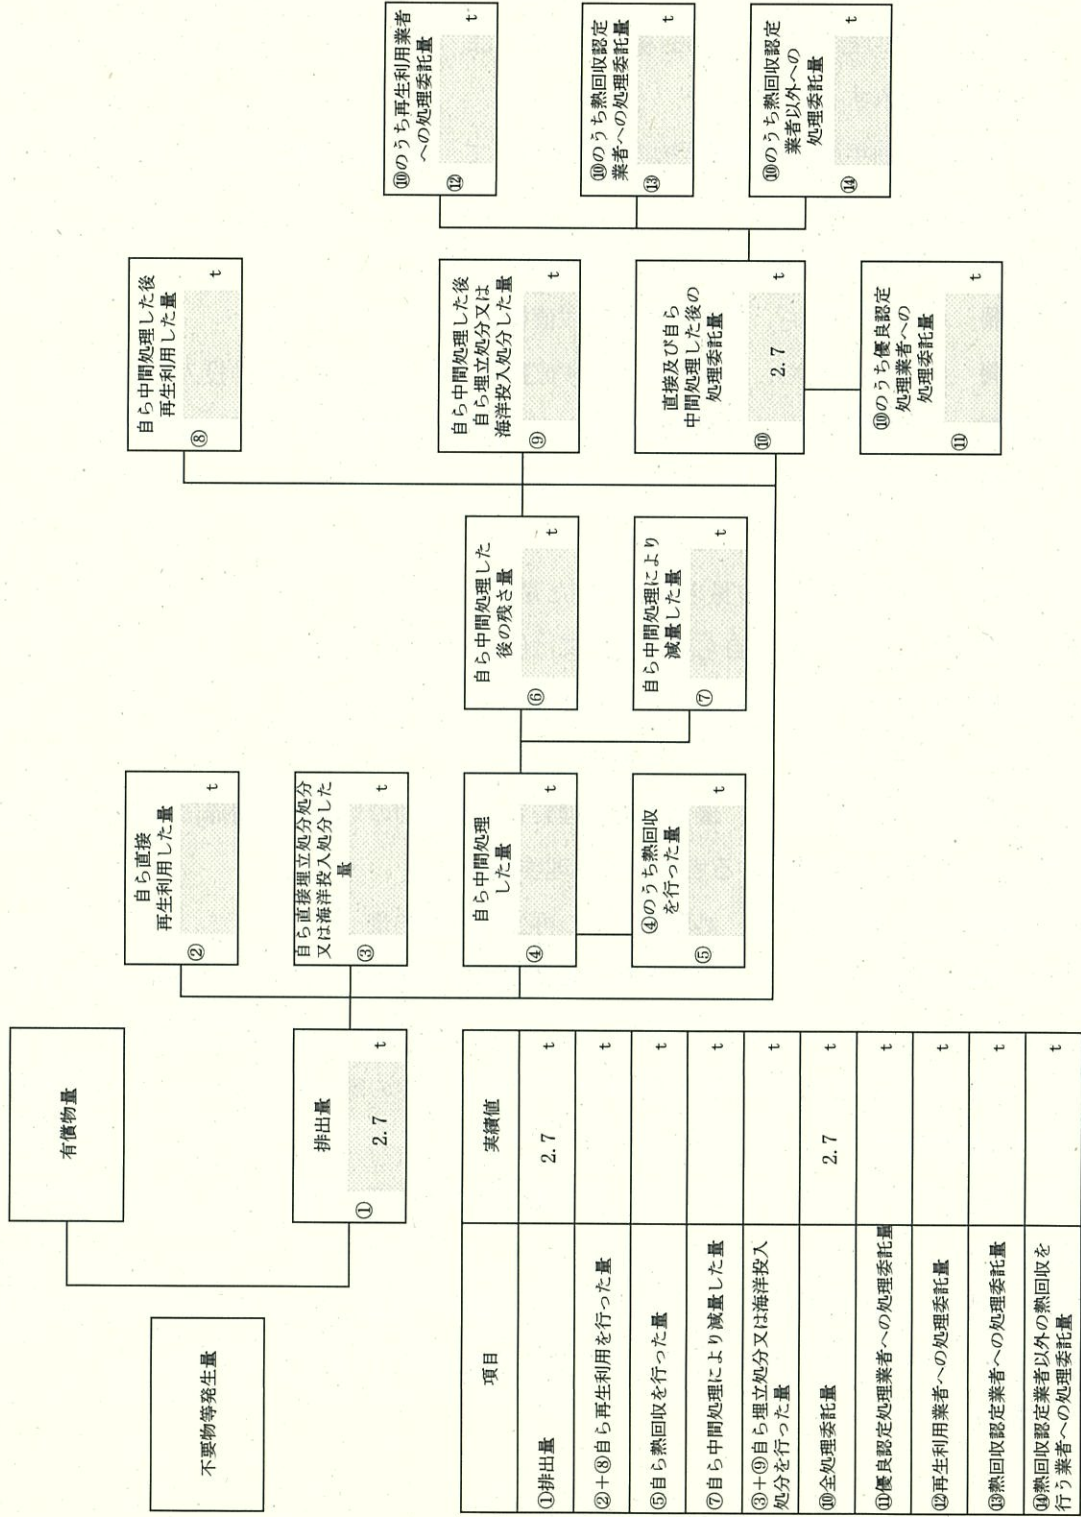 有償物量
不要物等発生量
排出量
① 2.7 t
自ら直接
再生利用した量
② t
自ら直接埋立処分処分
又は海洋投入処分した
量
③ t
自ら中間処理
した量
④ t
④のうち熱回収
を行った量
⑤ t
自ら中間処理した
後の残さ量
⑥ t
自ら中間処理により
減量した量
⑦ t
自ら中間処理した後
再生利用した量
⑧ t
自ら中間処理した後
自ら埋立処分又は
海洋投入処分した量
⑨ t
直接及び自ら
中間処理した後の
処理委託量
⑩ 2.7 t
⑩のうち優良認定
処理業者への
処理委託量
⑪ t
⑩のうち再生利用業者
への処理委託量
⑫ t
⑩のうち熱回収認定
業者への処理委託量
⑬ t
⑩のうち熱回収認定
業者以外への
処理委託量
⑭ t
項目 実績値
①排出量 2.7 t
②+⑧自ら再生利用を行った量 t
⑤自ら熱回収を行った量 t
⑦自ら中間処理により減量した量 t
③+⑨自ら埋立処分又は海洋投入
処分を行った量 t
⑩全処理委託量 2.7 t
⑪優良認定処理業者への処理委託量 t
⑫再生利用業者への処理委託量 t
⑬熱回収認定業者への処理委託量 t
⑭熱回収認定業者以外の熱回収を
行う業者への処理委託量 t